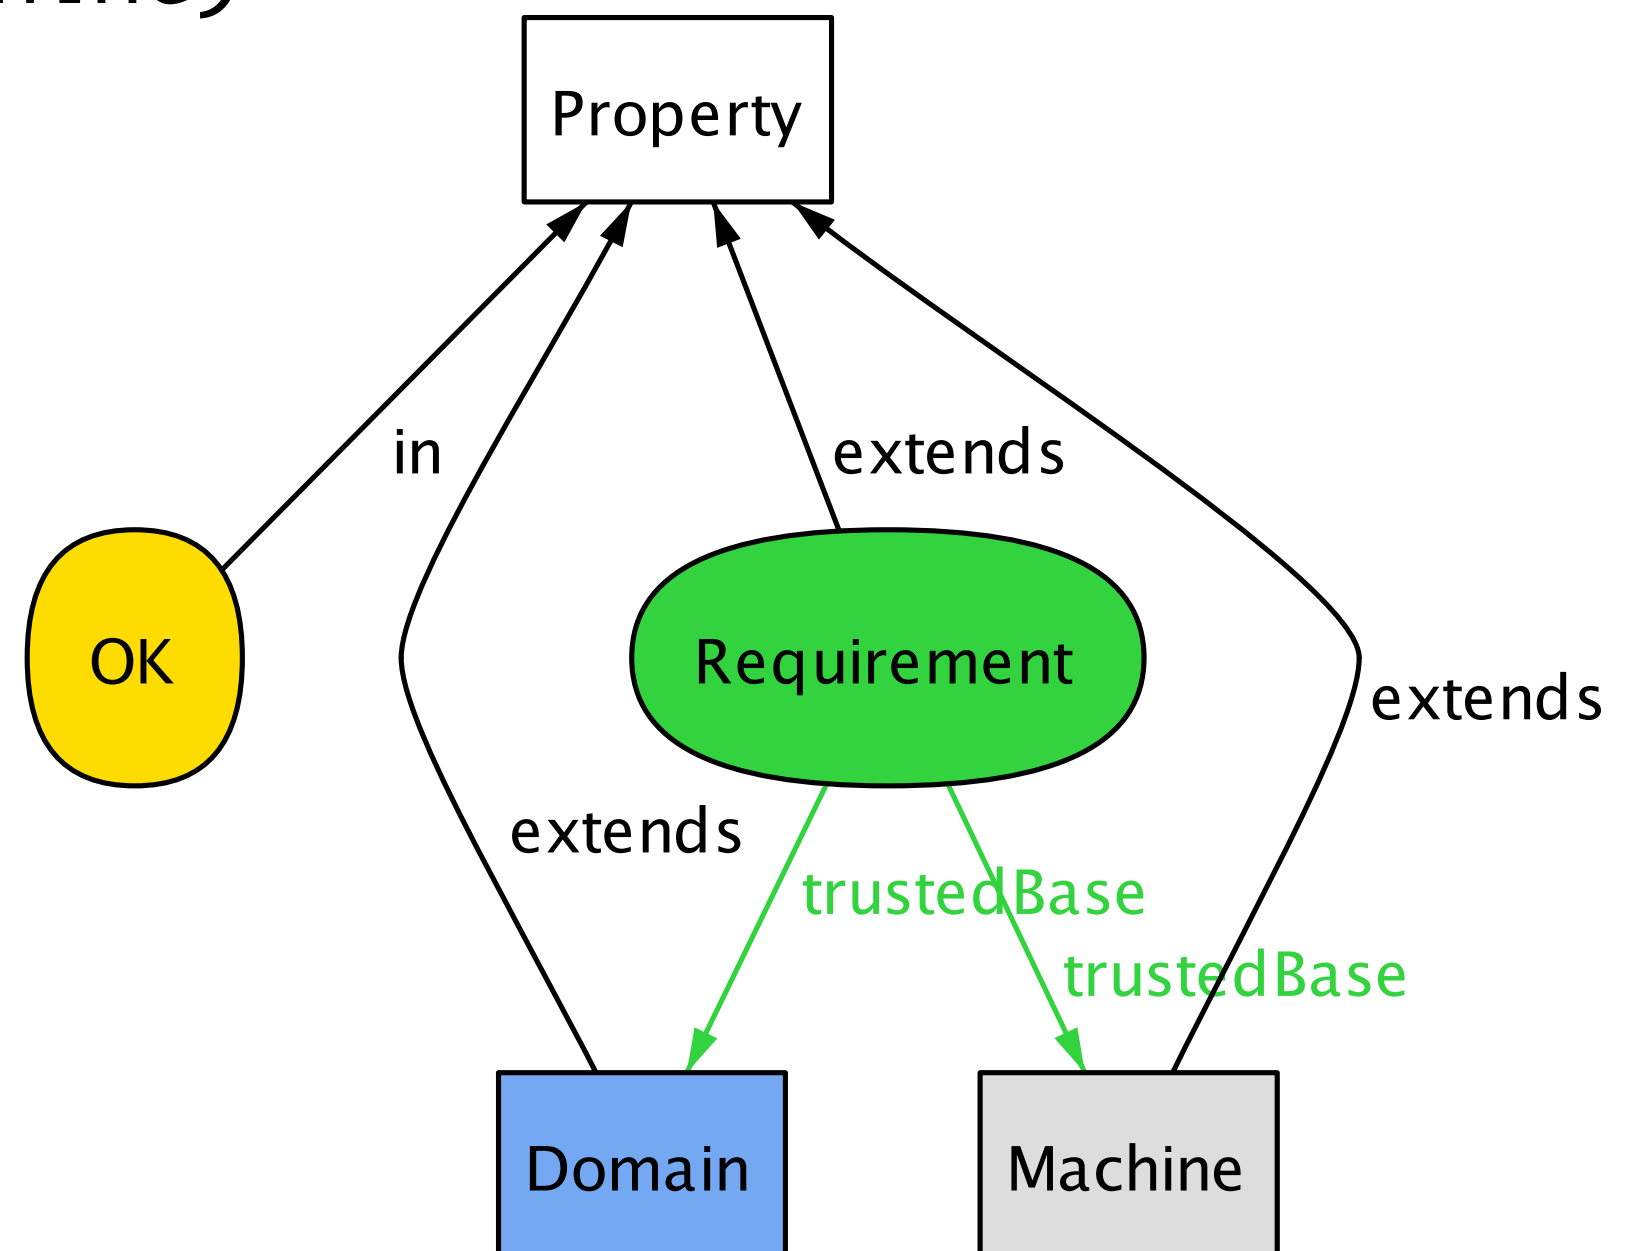 Property
in
extends
OK
Requirement
extends
extends
trustedBase
trustedBase
Domain
Machine